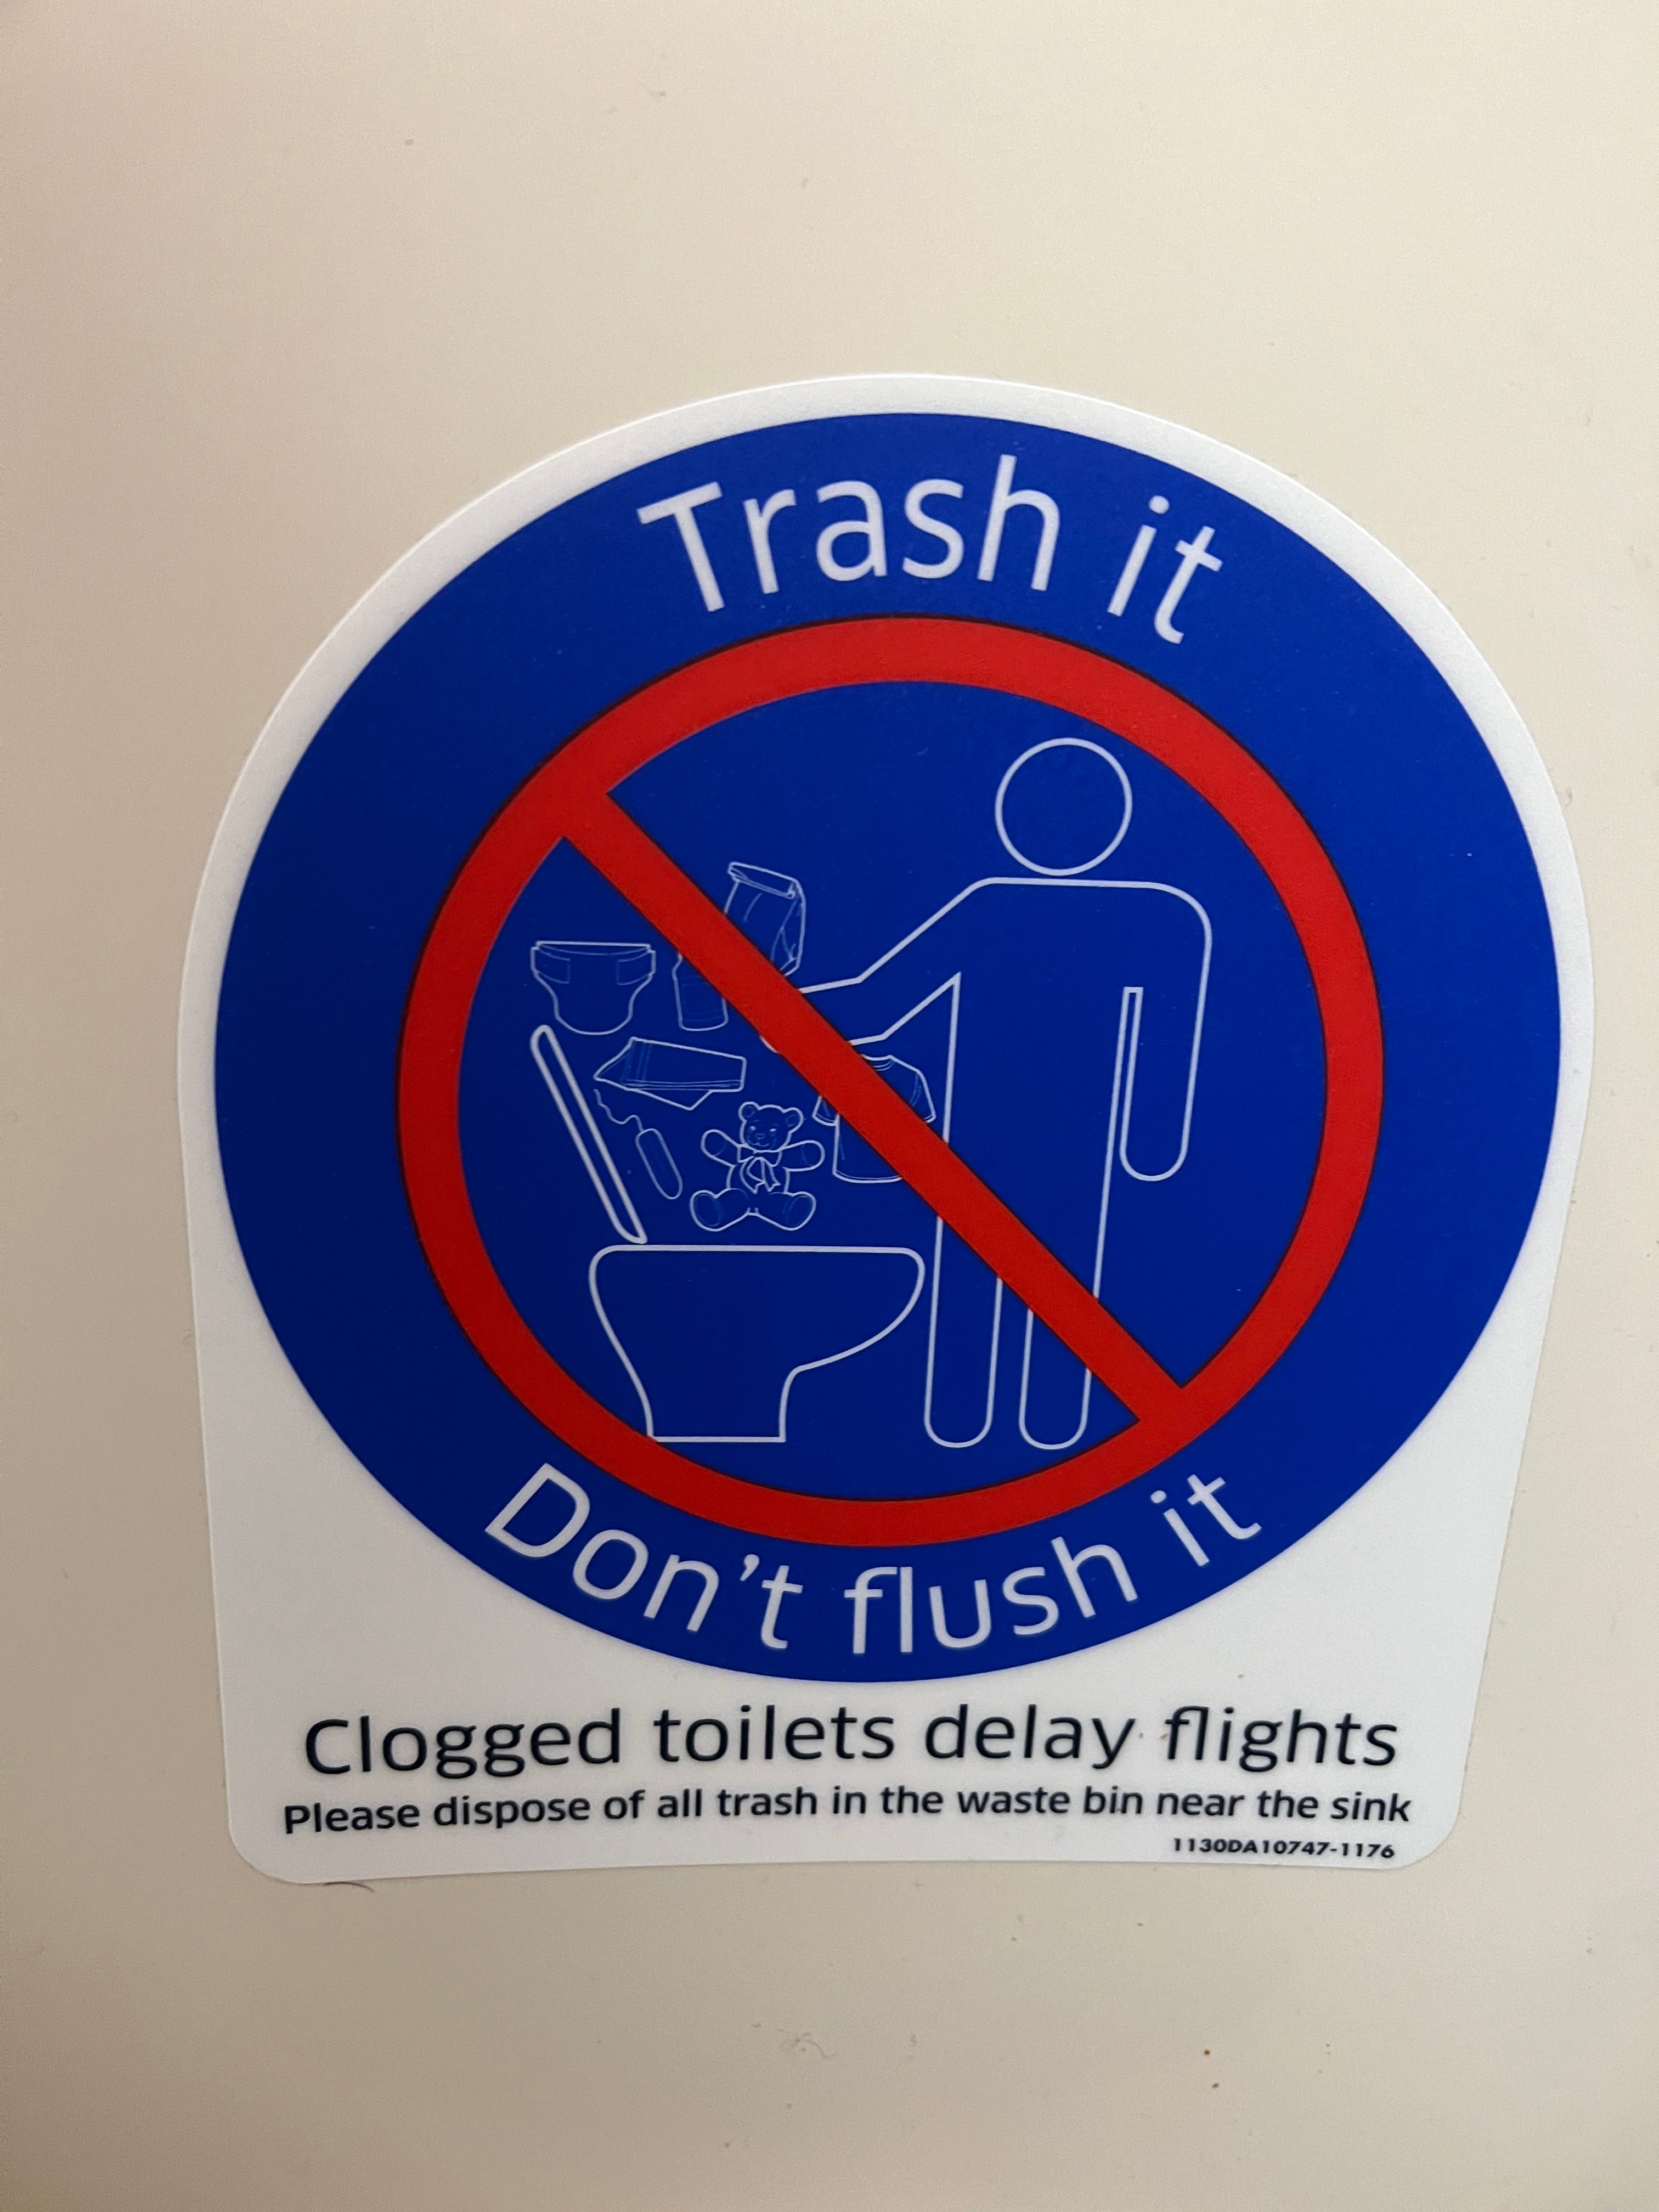 Trash it
Don't flush it
Clogged toilets delay flights
Please dispose of all trash in the waste bin near the sink
1130DA10747-1176